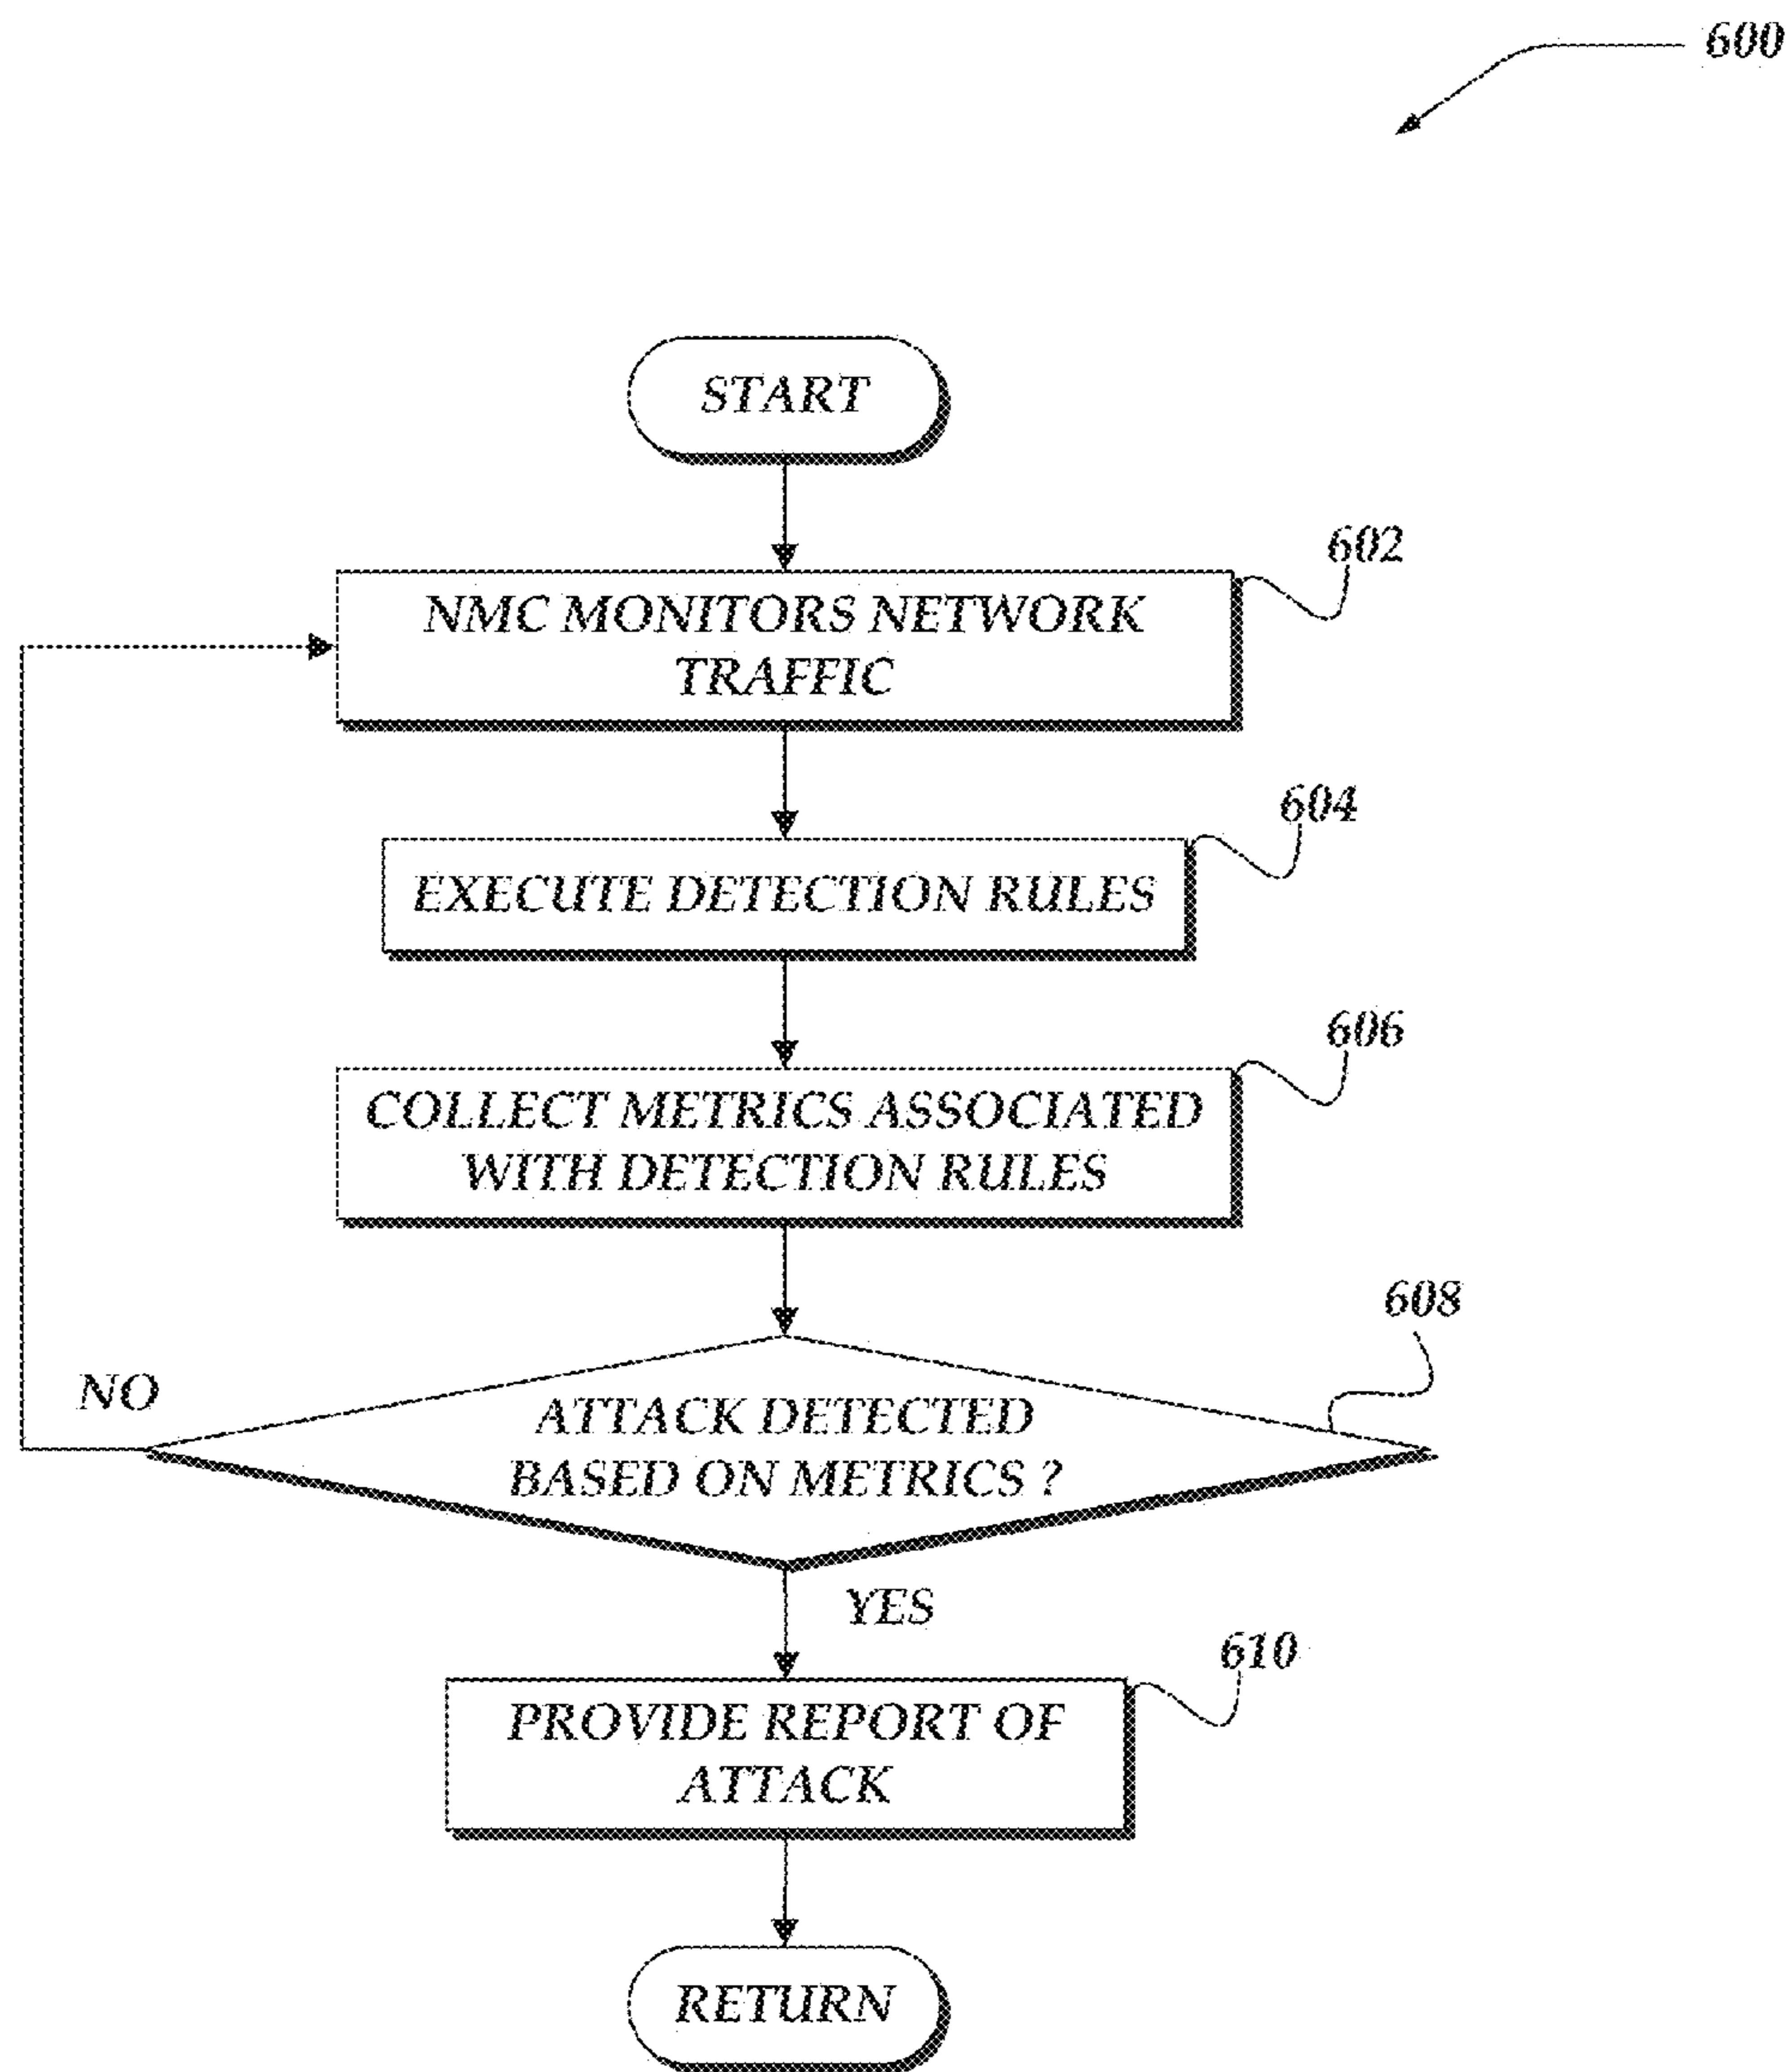 600
START
602
NMC MONITORS NETWORK
TRAFFIC
604
EXECUTE DETECTION RULES
606
COLLECT METRICS ASSOCIATED
WITH DETECTION RULES
608
NO
ATTACK DETECTED
BASED ON METRICS ?
YES
610
PROVIDE REPORT OF
ATTACK
RETURN